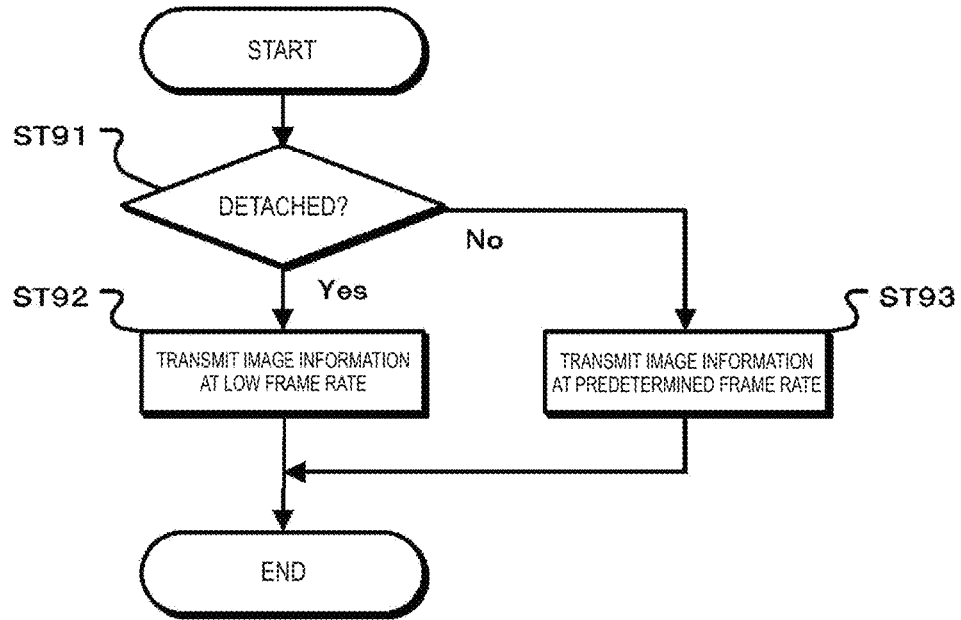 START
ST91
DETACHED?
No
Yes
ST92
ST93
TRANSMIT IMAGE INFORMATION
AT LOW FRAME RATE
TRANSMIT IMAGE INFORMATION
AT PREDETERMINED FRAME RATE
END